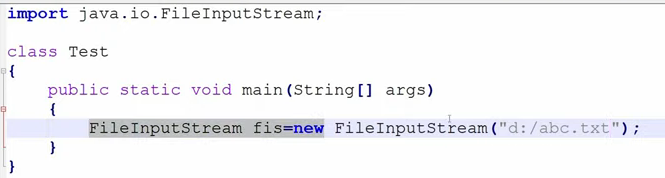 import java.io.FileInputStream;
class Test
{
public static void main(String[] args)
{
FileInputStream fis=new FileInputStream("d:/abc.txt");
}
}